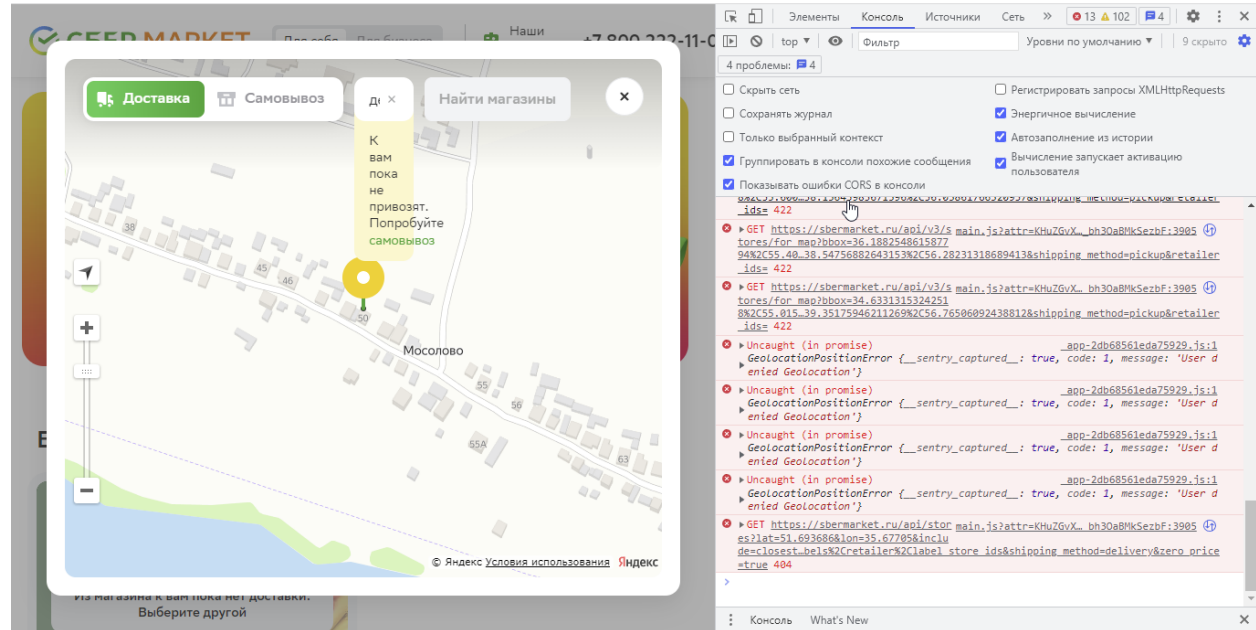 СБЕР МАРКЕТ
Для себя
Для бизнеса
Наши
Доставка
Самовывоз
Найти магазины
К
вам
пока
не
привозят.
Попробуйте
самовывоз
38
45
46
50
Мосолово
55
56
55А
63
© Яндекс Условия использования Яндекс
Из магазина к вам пока нет доставки.
Выберите другой
Элементы Консоль Источники Сеть » 13 102 4
top Фильтр Уровни по умолчанию 9 скрыто
4 проблемы: 4
Скрыть сеть
Регистрировать запросы XMLHttpRequests
Сохранять журнал
Энергичное вычисление
Только выбранный контекст
Автозаполнение из истории
Группировать в консоли похожие сообщения
Вычисление запускает активацию
пользователя
Показывать ошибки CORS в консоли
_ids= 422
GET https://sbermarket.ru/api/v3/s main.js?attr=KHuZGvX…_bh3OaBMkSezbF:3905
tores/for_map?bbox=36.1882548615877
94%2C55.40…38.54756882643153%2C56.28231318689413&shipping_method=pickup&retailer
_ids= 422
GET https://sbermarket.ru/api/v3/s main.js?attr=KHuZGvX…_bh3OaBMkSezbF:3905
tores/for_map?bbox=34.6331315324251
8%2C55.015…39.35175946211269%2C56.76506092438812&shipping_method=pickup&retailer
_ids= 422
Uncaught (in promise) _app-2db68561eda75929.js:1
GeolocationPositionError {__sentry_captured__: true, code: 1, message: 'User d
enied Geolocation'}
Uncaught (in promise) _app-2db68561eda75929.js:1
GeolocationPositionError {__sentry_captured__: true, code: 1, message: 'User d
enied Geolocation'}
Uncaught (in promise) _app-2db68561eda75929.js:1
GeolocationPositionError {__sentry_captured__: true, code: 1, message: 'User d
enied Geolocation'}
Uncaught (in promise) _app-2db68561eda75929.js:1
GeolocationPositionError {__sentry_captured__: true, code: 1, message: 'User d
enied Geolocation'}
GET https://sbermarket.ru/api/stor main.js?attr=KHuZGvX…_bh3OaBMkSezbF:3905
es?lat=51.693686&lon=35.67705&inclu
de=closest…bels%2Cretailer%2Clabel_store_ids&shipping_method=delivery&zero_price
=true 404
Консоль What's New